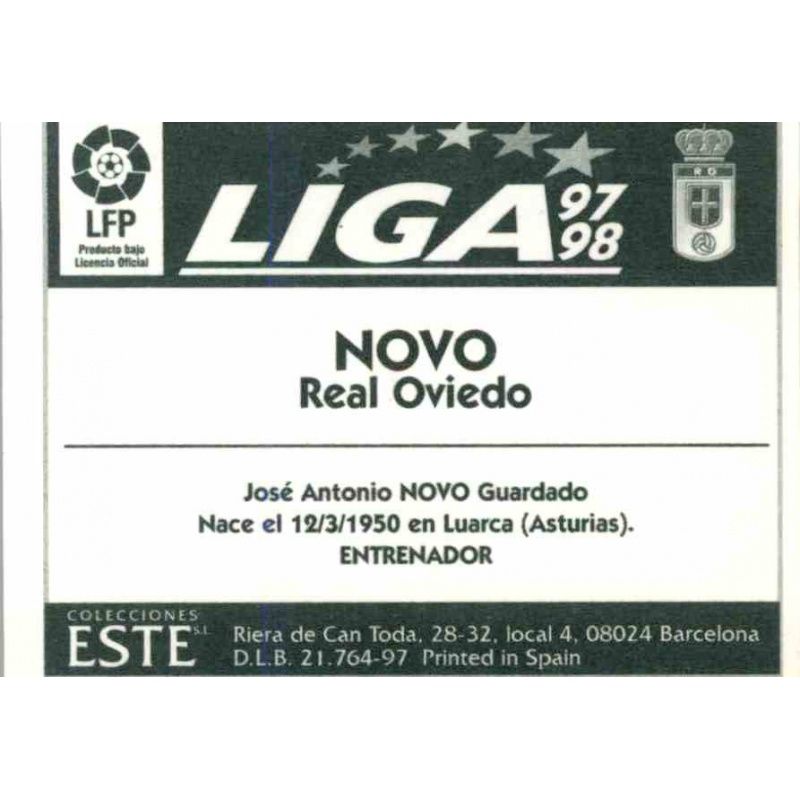 LFP
Producto bajo
Licencia Oficial
LIGA 97 98
RO
NOVO
Real Oviedo
José Antonio NOVO Guardado
Nace el 12/3/1950 en Luarca (Asturias).
ENTRENADOR
COLECCIONES
ESTE S.L.
Riera de Can Toda, 28-32, local 4, 08024 Barcelona
D.L.B. 21.764-97 Printed in Spain